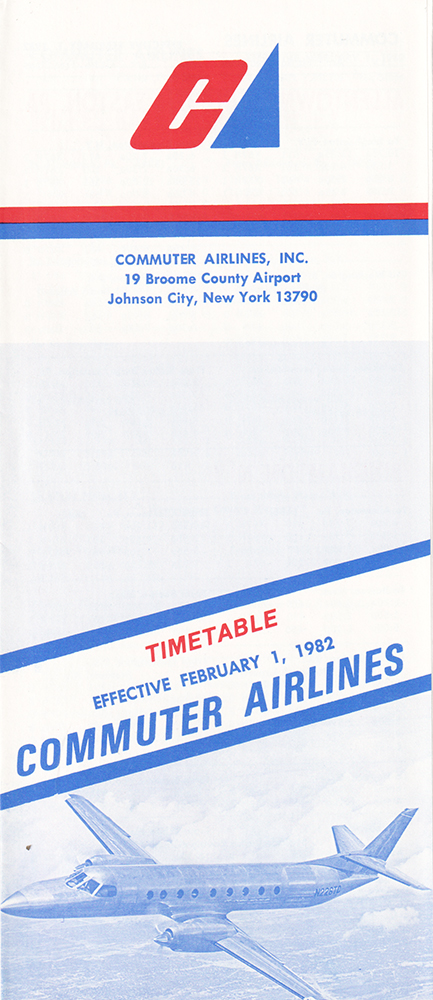 CA
COMMUTER AIRLINES, INC.
19 Broome County Airport
Johnson City, New York 13790
TIMETABLE
EFFECTIVE FEBRUARY 1, 1982
COMMUTER AIRLINES